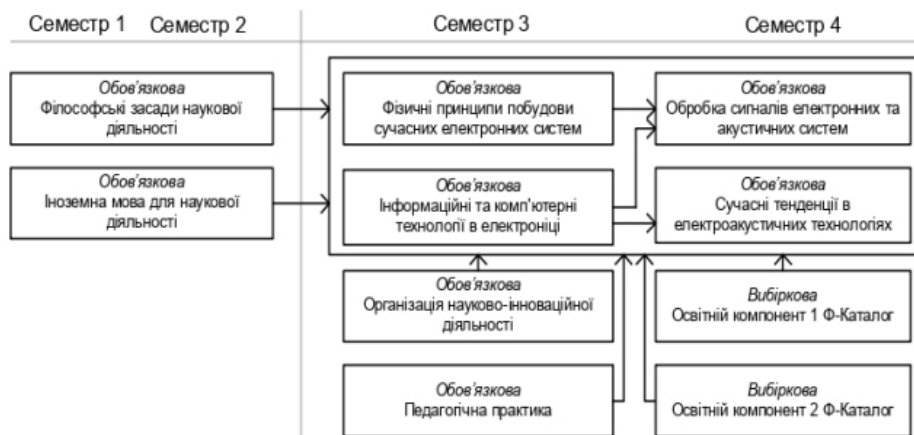 Семестр 1 Семестр 2 Семестр 3 Семестр 4
Обов'язкова
Філософські засади наукової
діяльності
Обов'язкова
Фізичні принципи побудови
сучасних електронних систем
Обов'язкова
Обробка сигналів електронних та
акустичних систем
Обов'язкова
Іноземна мова для наукової
діяльності
Обов'язкова
Інформаційні та комп'ютерні
технології в електроніці
Обов'язкова
Сучасні тенденції в
електроакустичних технологіях
Обов'язкова
Організація науково-інноваційної
діяльності
Вибіркова
Освітній компонент 1 Ф-Каталог
Обов'язкова
Педагогічна практика
Вибіркова
Освітній компонент 2 Ф-Каталог